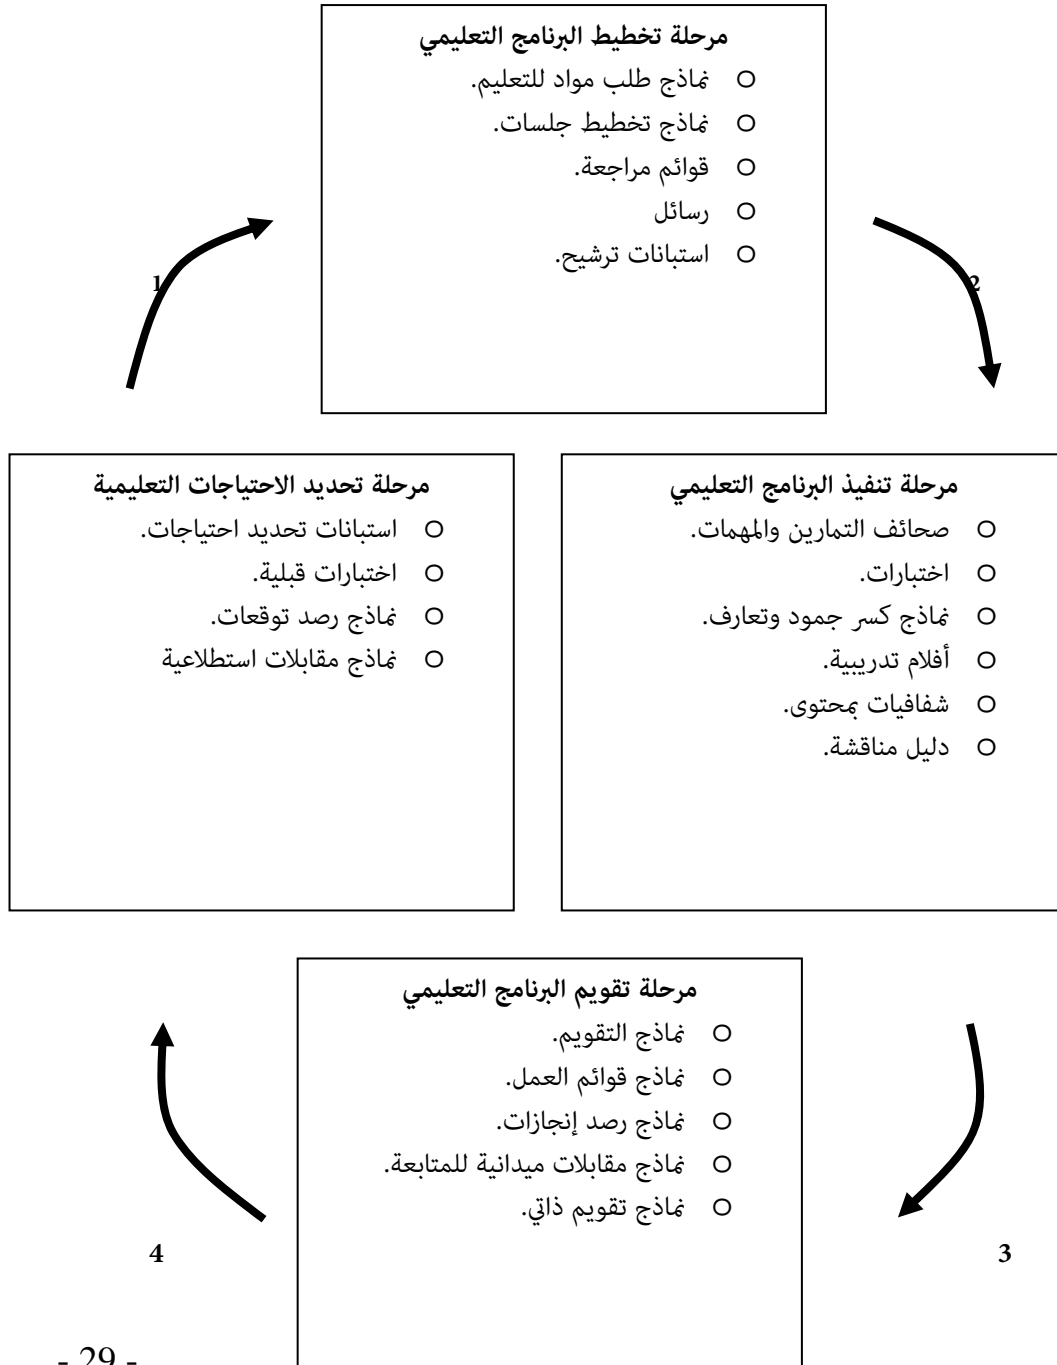 مرحلة تخطيط البرنامج التعليمي
o نماذج طلب مواد للتعليم.
o نماذج تخطيط جلسات.
o قوائم مراجعة.
o رسائل
o استبانات ترشيح.
1
2
مرحلة تنفيذ البرنامج التعليمي
o صحائف التمارين والمهمات.
o اختبارات.
o نماذج كسر جمود وتعارف.
o أفلام تدريبية.
o شفافيات بمحتوى.
o دليل مناقشة.
مرحلة تحديد الاحتياجات التعليمية
o استبانات تحديد احتياجات.
o اختبارات قبلية.
o نماذج رصد توقعات.
o نماذج مقابلات استطلاعية
مرحلة تقويم البرنامج التعليمي
o نماذج التقويم.
o نماذج قوائم العمل.
o نماذج رصد إنجازات.
o نماذج مقابلات ميدانية للمتابعة.
o نماذج تقويم ذاتي.
3
4
- 29 -